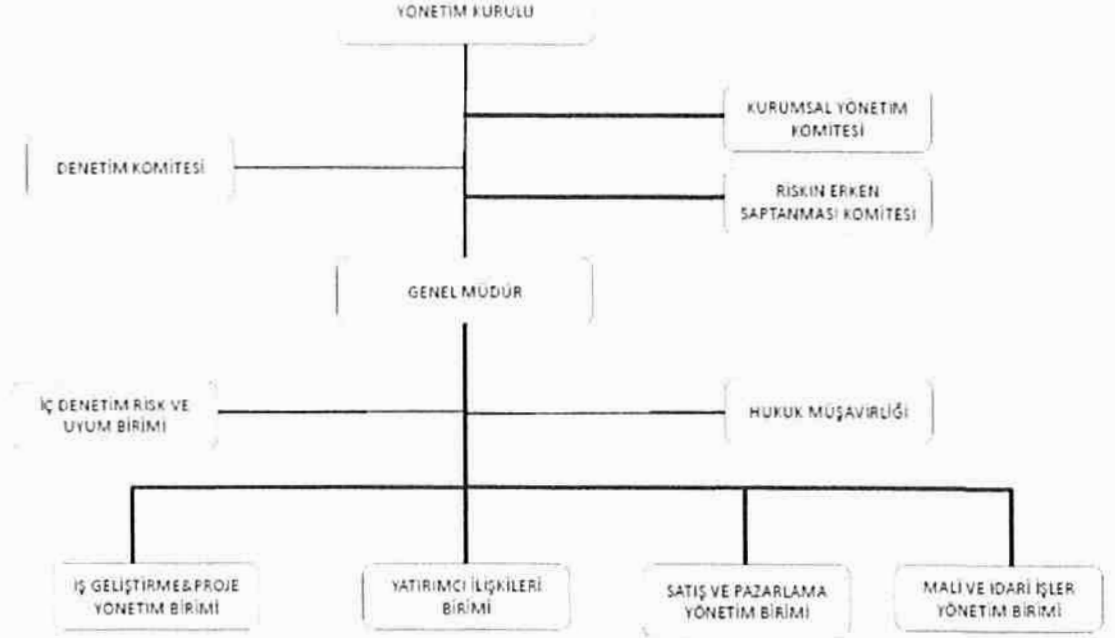 YÖNETİM KURULU
KURUMSAL YÖNETİM
KOMİTESİ
DENETİM KOMİTESİ
RİSKİN ERKEN
SAPTANMASI KOMİTESİ
GENEL MÜDÜR
İÇ DENETİM RİSK VE
UYUM BİRİMİ
HUKUK MÜŞAVİRLİĞİ
İŞ GELİŞTİRME&PROJE
YÖNETIM BİRİMİ
YATIRIMCI İLİŞKİLERİ
BİRİMİ
SATIŞ VE PAZARLAMA
YÖNETİM BİRİMİ
MALİ VE IDARİ İŞLER
YÖNETİM BİRİMİ